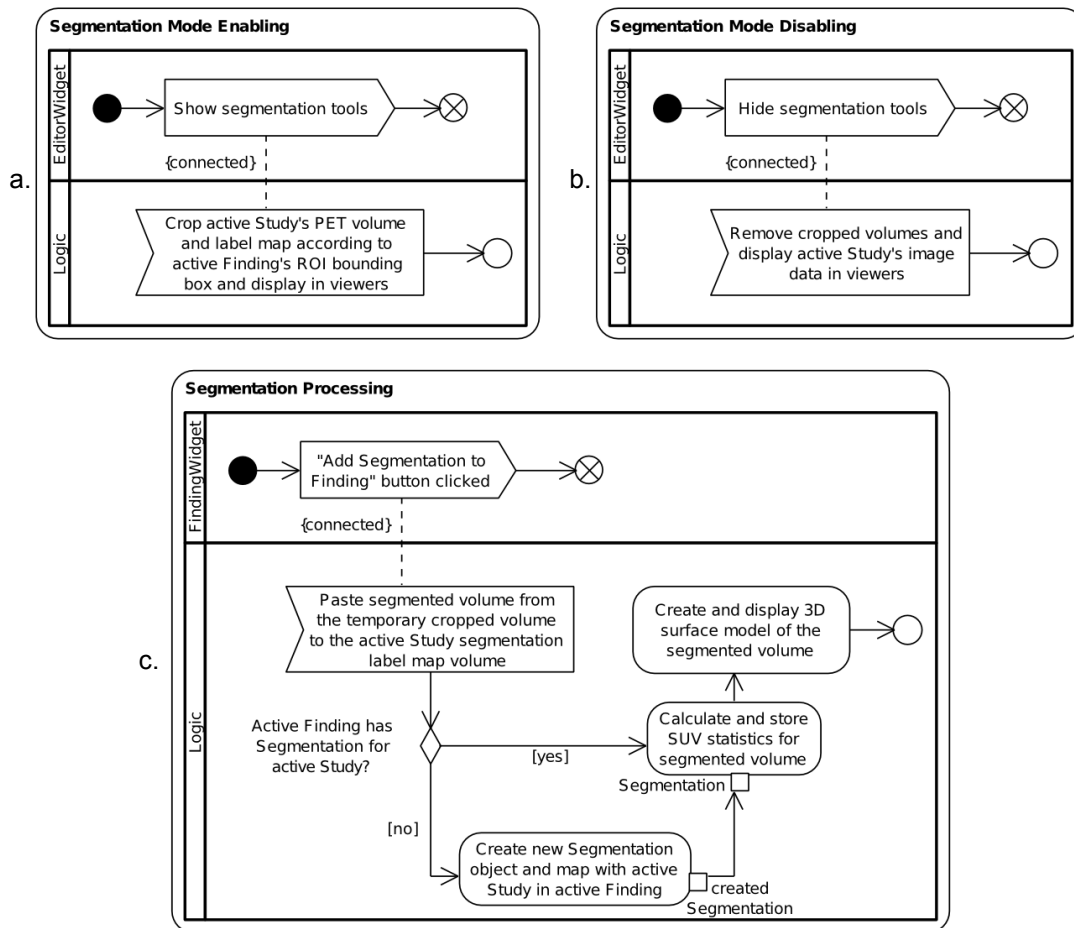 Segmentation Mode Enabling
EditorWidget
Show segmentation tools
{connected}
a.
Logic
Crop active Study's PET volume
and label map according to
active Finding's ROI bounding
box and display in viewers
Segmentation Mode Disabling
EditorWidget
Hide segmentation tools
{connected}
b.
Logic
Remove cropped volumes and
display active Study's image
data in viewers
Segmentation Processing
FindingWidget
"Add Segmentation to
Finding" button clicked
{connected}
c.
Logic
Paste segmented volume from
the temporary cropped volume
to the active Study segmentation
label map volume
Create and display 3D
surface model of the
segmented volume
Active Finding has
Segmentation for
active Study?
[yes]
Calculate and store
SUV statistics for
segmented volume
Segmentation
[no]
Create new Segmentation
object and map with active
Study in active Finding
created
Segmentation